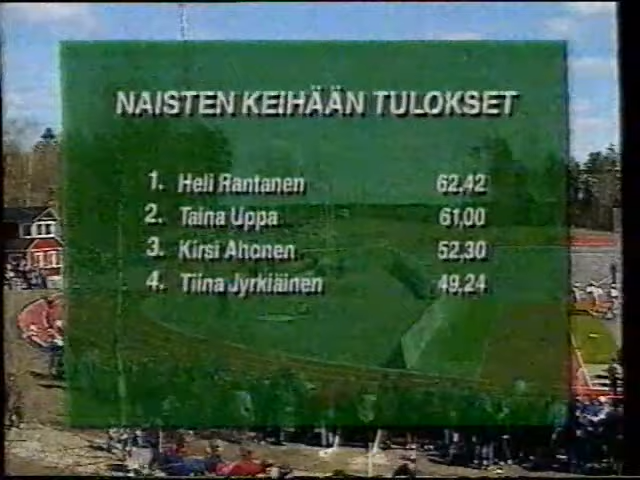 NAISTEN KEIHÄÄN TULOKSET
1. Heli Rantanen 62,42
2. Taina Uppa 61,00
3. Kirsi Ahonen 52,30
4. Tiina Jyrkiäinen 49,24